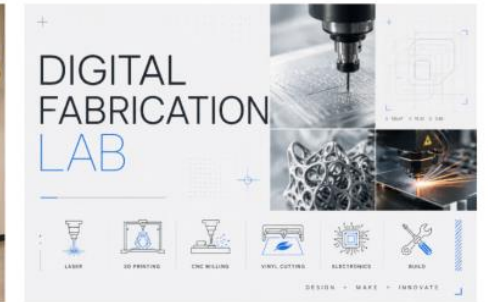 DIGITAL
FABRICATION
LAB
LASER
3D PRINTING
CNC MILLING
VINYL CUTTING
ELECTRONICS
BUILD
DESIGN • MAKE • INNOVATE